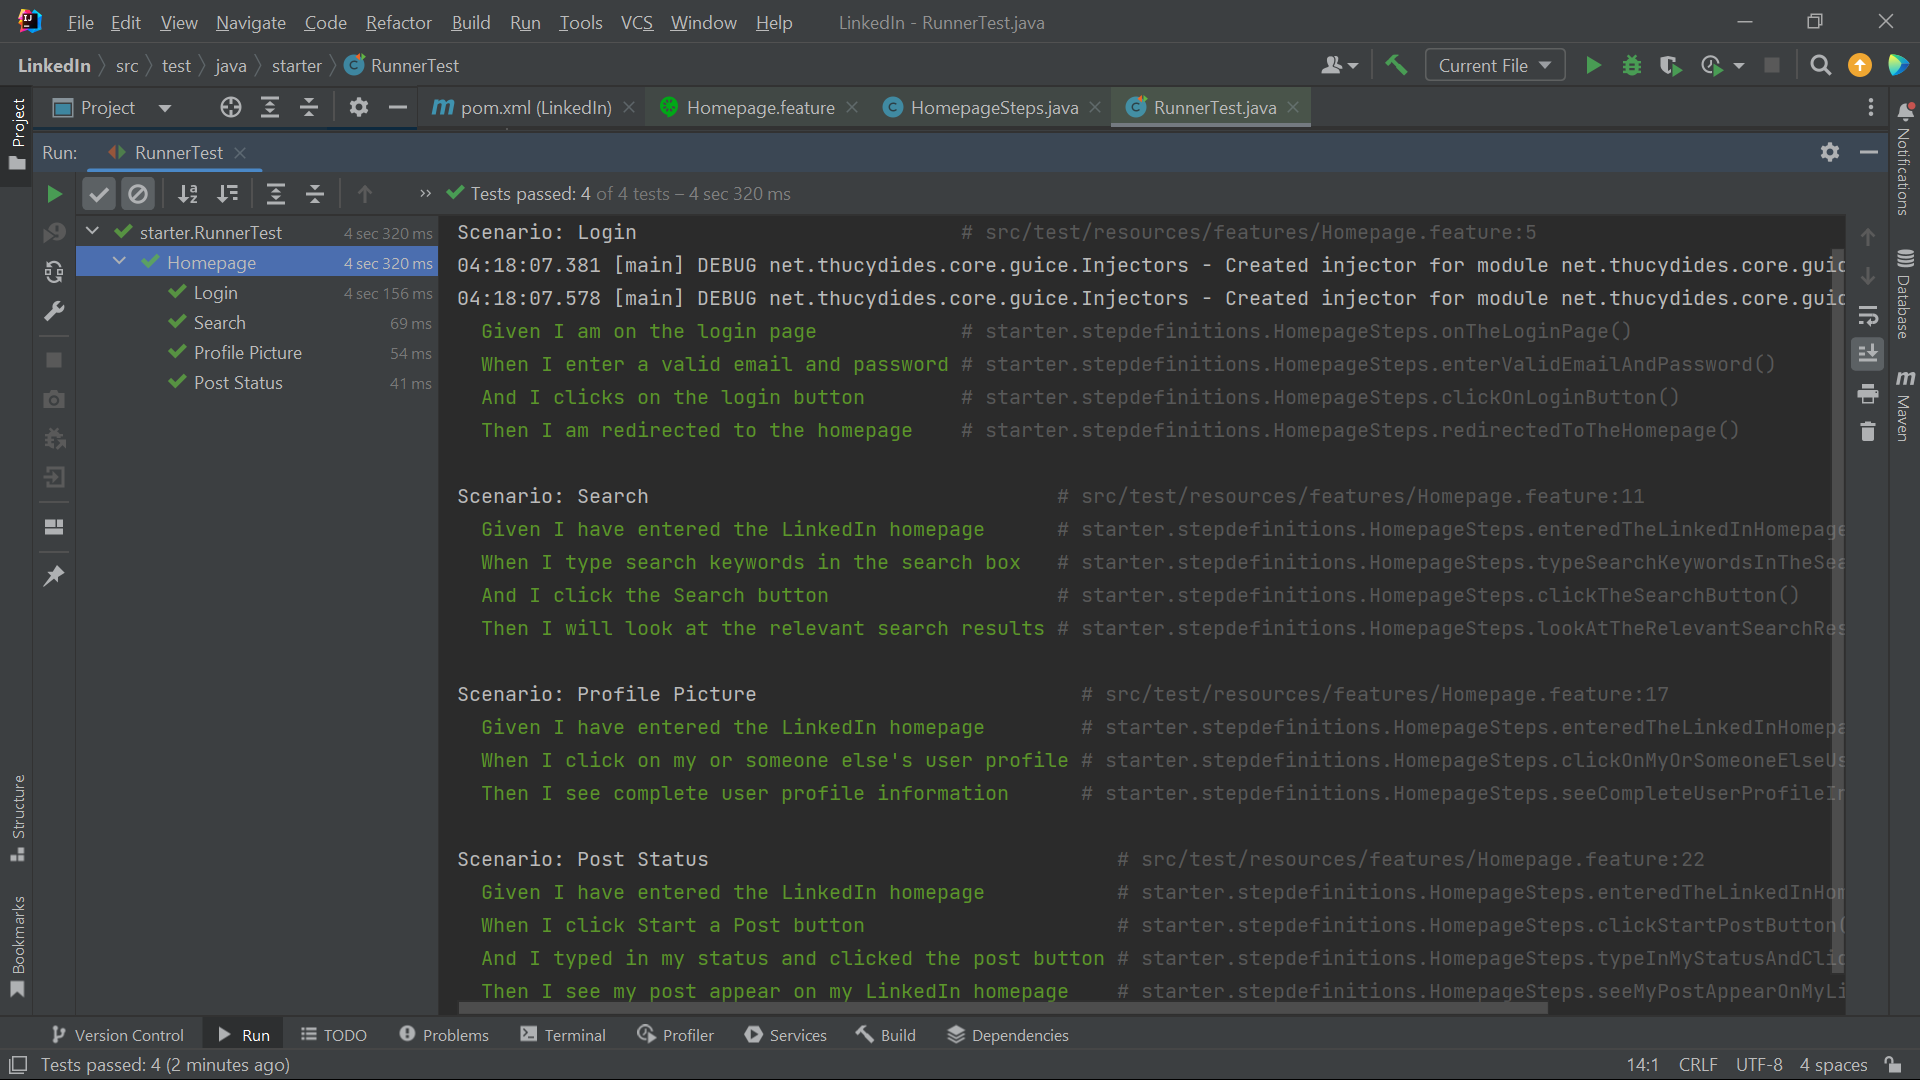 File Edit View Navigate Code Refactor Build Run Tools VCS Window Help LinkedIn - RunnerTest.java
LinkedIn src test java starter RunnerTest Current File
Project pom.xml (LinkedIn) Homepage.feature HomepageSteps.java RunnerTest.java
Run: RunnerTest
Tests passed: 4 of 4 tests – 4 sec 320 ms
starter.RunnerTest 4 sec 320 ms
Homepage 4 sec 320 ms
Login 4 sec 156 ms
Search 69 ms
Profile Picture 54 ms
Post Status 41 ms
Scenario: Login # src/test/resources/features/Homepage.feature:5
04:18:07.381 [main] DEBUG net.thucydides.core.guice.Injectors - Created injector for module net.thucydides.core.guic
04:18:07.578 [main] DEBUG net.thucydides.core.guice.Injectors - Created injector for module net.thucydides.core.guic
Given I am on the login page # starter.stepdefinitions.HomepageSteps.onTheLoginPage()
When I enter a valid email and password # starter.stepdefinitions.HomepageSteps.enterValidEmailAndPassword()
And I clicks on the login button # starter.stepdefinitions.HomepageSteps.clickOnLoginButton()
Then I am redirected to the homepage # starter.stepdefinitions.HomepageSteps.redirectedToTheHomepage()
Scenario: Search # src/test/resources/features/Homepage.feature:11
Given I have entered the LinkedIn homepage # starter.stepdefinitions.HomepageSteps.enteredTheLinkedInHomepage
When I type search keywords in the search box # starter.stepdefinitions.HomepageSteps.typeSearchKeywordsInTheSea
And I click the Search button # starter.stepdefinitions.HomepageSteps.clickTheSearchButton()
Then I will look at the relevant search results # starter.stepdefinitions.HomepageSteps.lookAtTheRelevantSearchRes
Scenario: Profile Picture # src/test/resources/features/Homepage.feature:17
Given I have entered the LinkedIn homepage # starter.stepdefinitions.HomepageSteps.enteredTheLinkedInHomepa
When I click on my or someone else's user profile # starter.stepdefinitions.HomepageSteps.clickOnMyOrSomeoneElseUs
Then I see complete user profile information # starter.stepdefinitions.HomepageSteps.seeCompleteUserProfileIn
Scenario: Post Status # src/test/resources/features/Homepage.feature:22
Given I have entered the LinkedIn homepage # starter.stepdefinitions.HomepageSteps.enteredTheLinkedInHom
When I click Start a Post button # starter.stepdefinitions.HomepageSteps.clickStartPostButton(
And I typed in my status and clicked the post button # starter.stepdefinitions.HomepageSteps.typeInMyStatusAndClic
Then I see my post appear on my LinkedIn homepage # starter.stepdefinitions.HomepageSteps.seeMyPostAppearOnMyLi
Project
Structure
Bookmarks
Notifications
Database
m Maven
Version Control Run TODO Problems Terminal Profiler Services Build Dependencies
Tests passed: 4 (2 minutes ago) 14:1 CRLF UTF-8 4 spaces